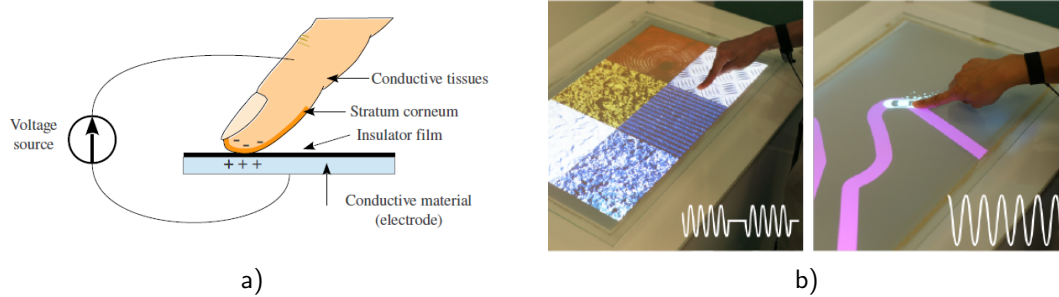 Conductive tissues
Stratum corneum
Insulator film
Voltage
source
- - - -
+ + +
Conductive material
(electrode)
a)
b)